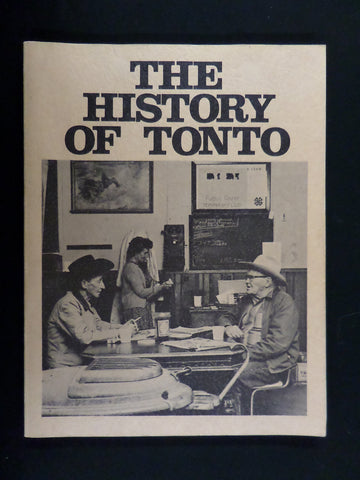 THE
HISTORY
OF TONTO